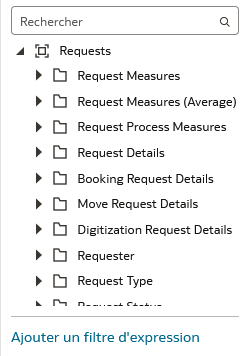 Rechercher
Requests
Request Measures
Request Measures (Average)
Request Process Measures
Request Details
Booking Request Details
Move Request Details
Digitization Request Details
Requester
Request Type
Request Status
Ajouter un filtre d'expression